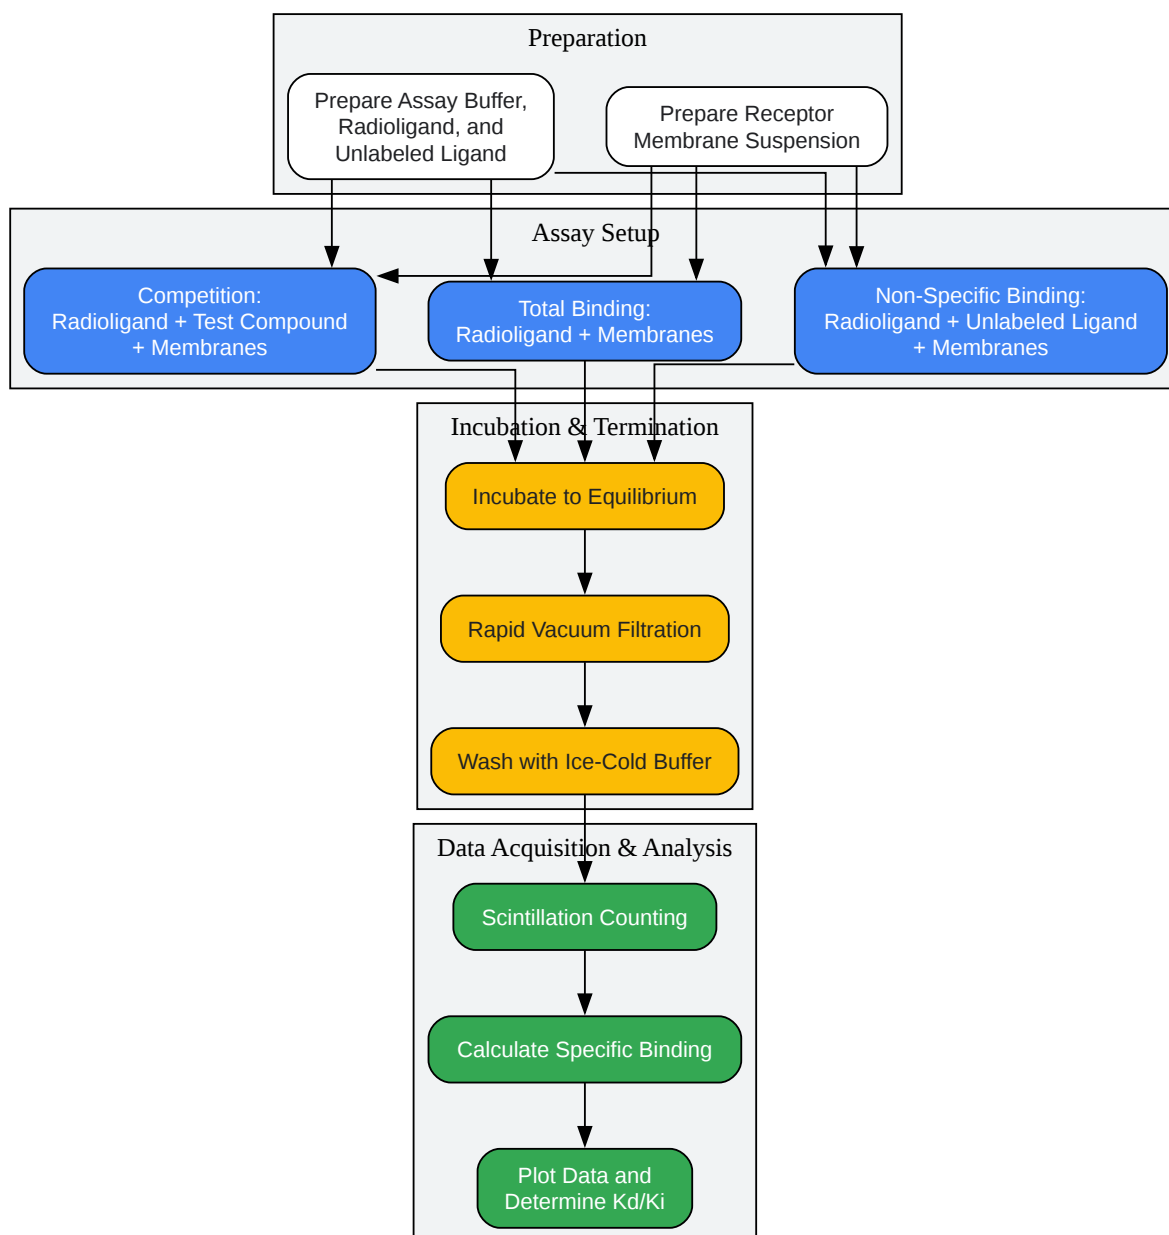 Preparation
Prepare Assay Buffer,
Radioligand, and
Unlabeled Ligand
Prepare Receptor
Membrane Suspension
Assay Setup
Competition:
Radioligand + Test Compound
+ Membranes
Total Binding:
Radioligand + Membranes
Non-Specific Binding:
Radioligand + Unlabeled Ligand
+ Membranes
Incubation & Termination
Incubate to Equilibrium
Rapid Vacuum Filtration
Wash with Ice-Cold Buffer
Data Acquisition & Analysis
Scintillation Counting
Calculate Specific Binding
Plot Data and
Determine Kd/Ki